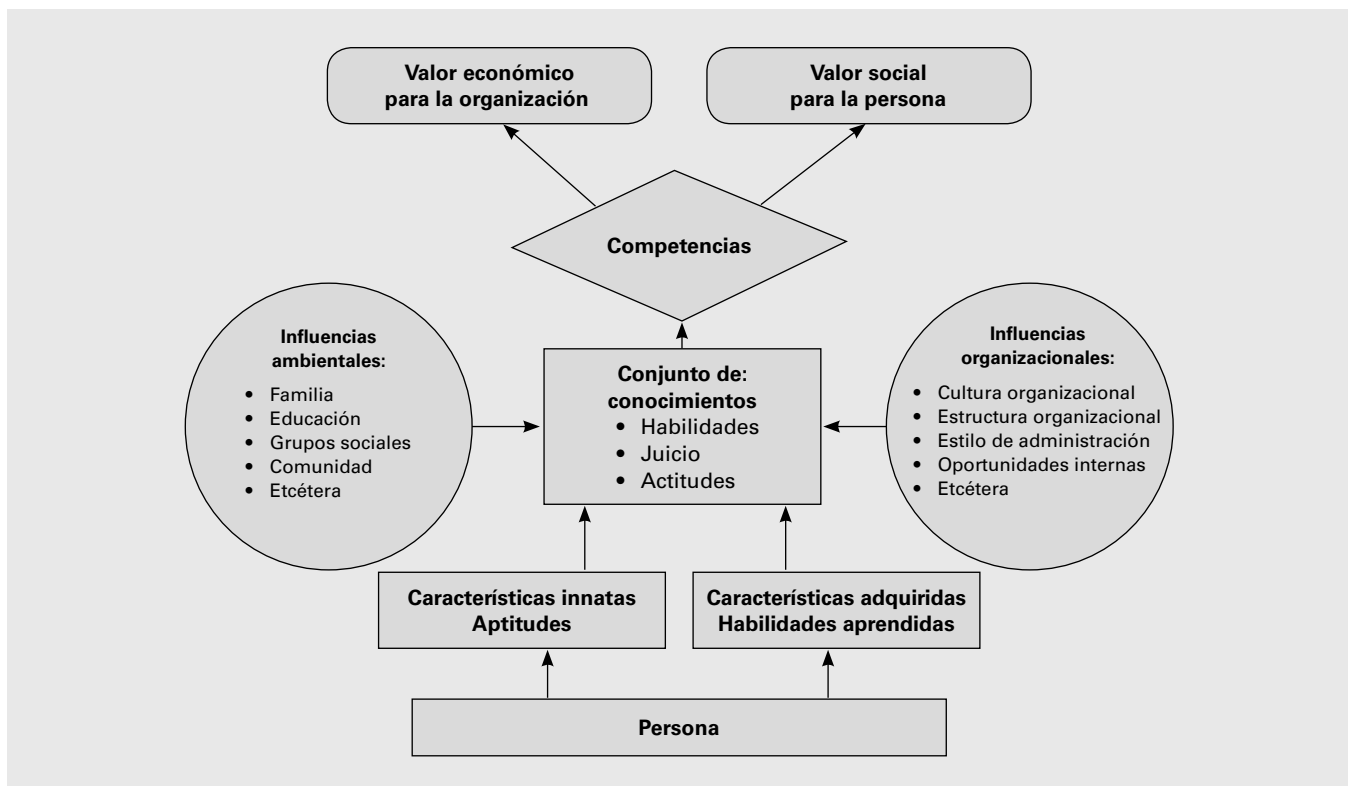 Valor económico
para la organización
Valor social
para la persona
Competencias
Influencias
ambientales:
• Familia
• Educación
• Grupos sociales
• Comunidad
• Etcétera
Conjunto de:
conocimientos
• Habilidades
• Juicio
• Actitudes
Influencias
organizacionales:
• Cultura organizacional
• Estructura organizacional
• Estilo de administración
• Oportunidades internas
• Etcétera
Características innatas
Aptitudes
Características adquiridas
Habilidades aprendidas
Persona